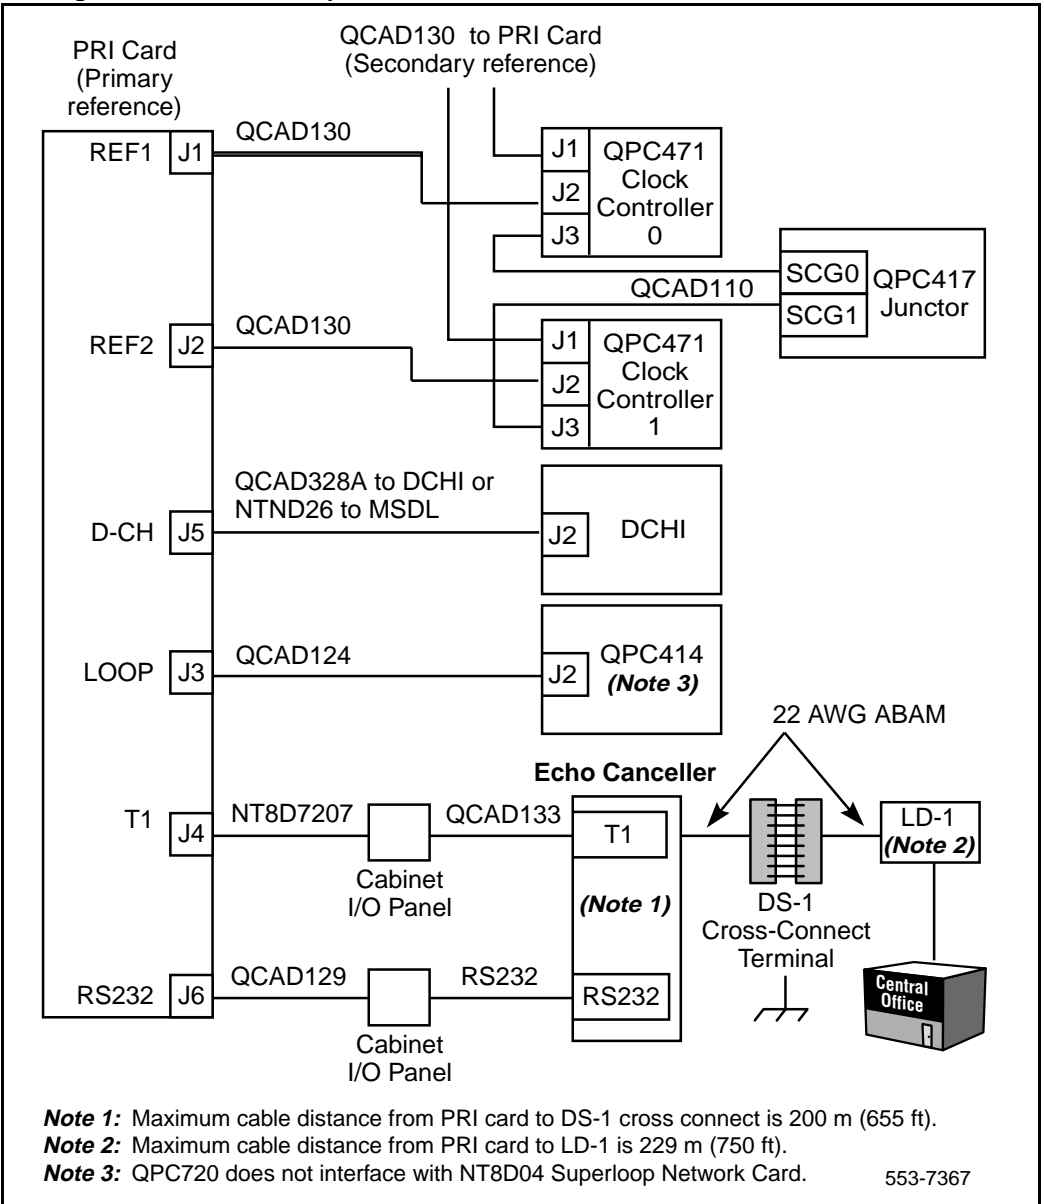 PRI Card
(Primary
reference)
QCAD130 to PRI Card
(Secondary reference)
REF1
J1
QCAD130
J1
J2
J3
QPC471
Clock
Controller
0
SCG0
SCG1
QPC417
Junctor
QCAD110
REF2
J2
QCAD130
J1
J2
J3
QPC471
Clock
Controller
1
QCAD328A to DCHI or
NTND26 to MSDL
D-CH
J5
J2
DCHI
LOOP
J3
QCAD124
J2
QPC414
(Note 3)
22 AWG ABAM
Echo Canceller
T1
J4
NT8D7207
Cabinet
I/O Panel
QCAD133
T1
(Note 1)
DS-1
Cross-Connect
Terminal
LD-1
(Note 2)
Central
Office
RS232
J6
QCAD129
Cabinet
I/O Panel
RS232
RS232
Note 1: Maximum cable distance from PRI card to DS-1 cross connect is 200 m (655 ft).
Note 2: Maximum cable distance from PRI card to LD-1 is 229 m (750 ft).
Note 3: QPC720 does not interface with NT8D04 Superloop Network Card.
553-7367